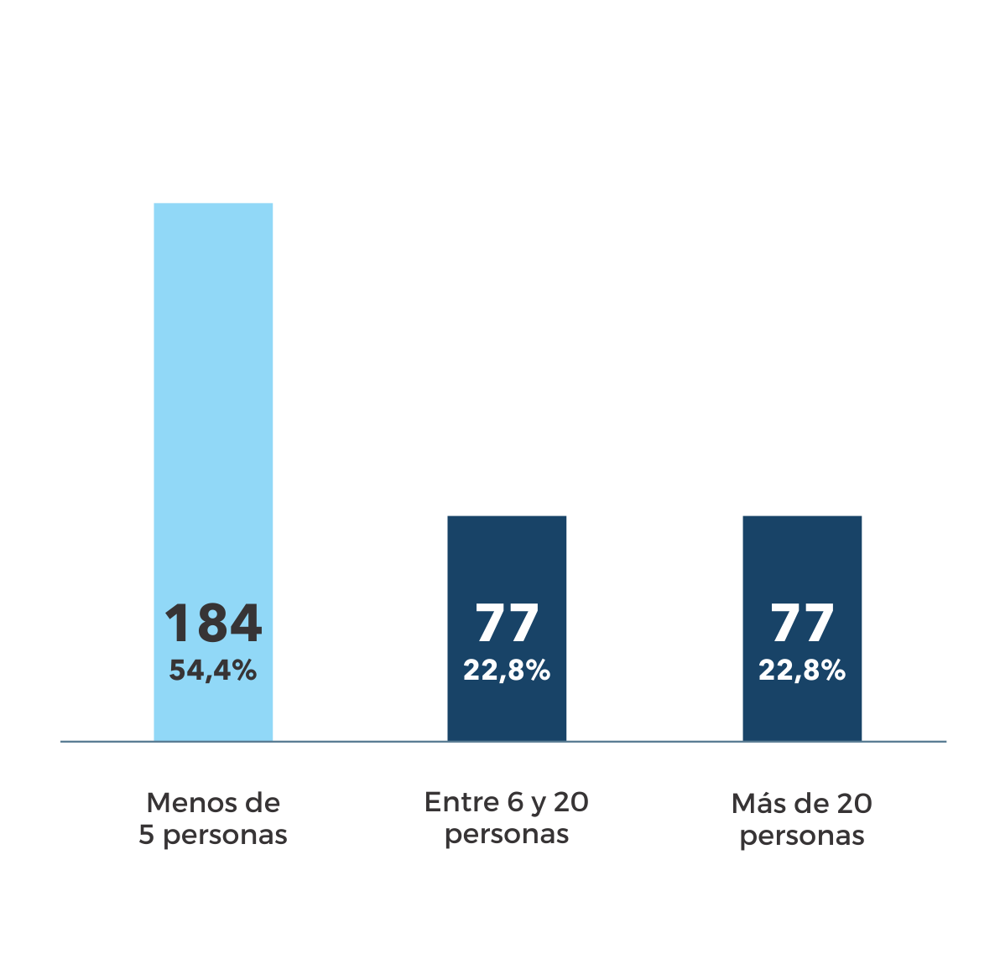 184
54,4%
77
22,8%
77
22,8%
Menos de
5 personas
Entre 6 y 20
personas
Más de 20
personas